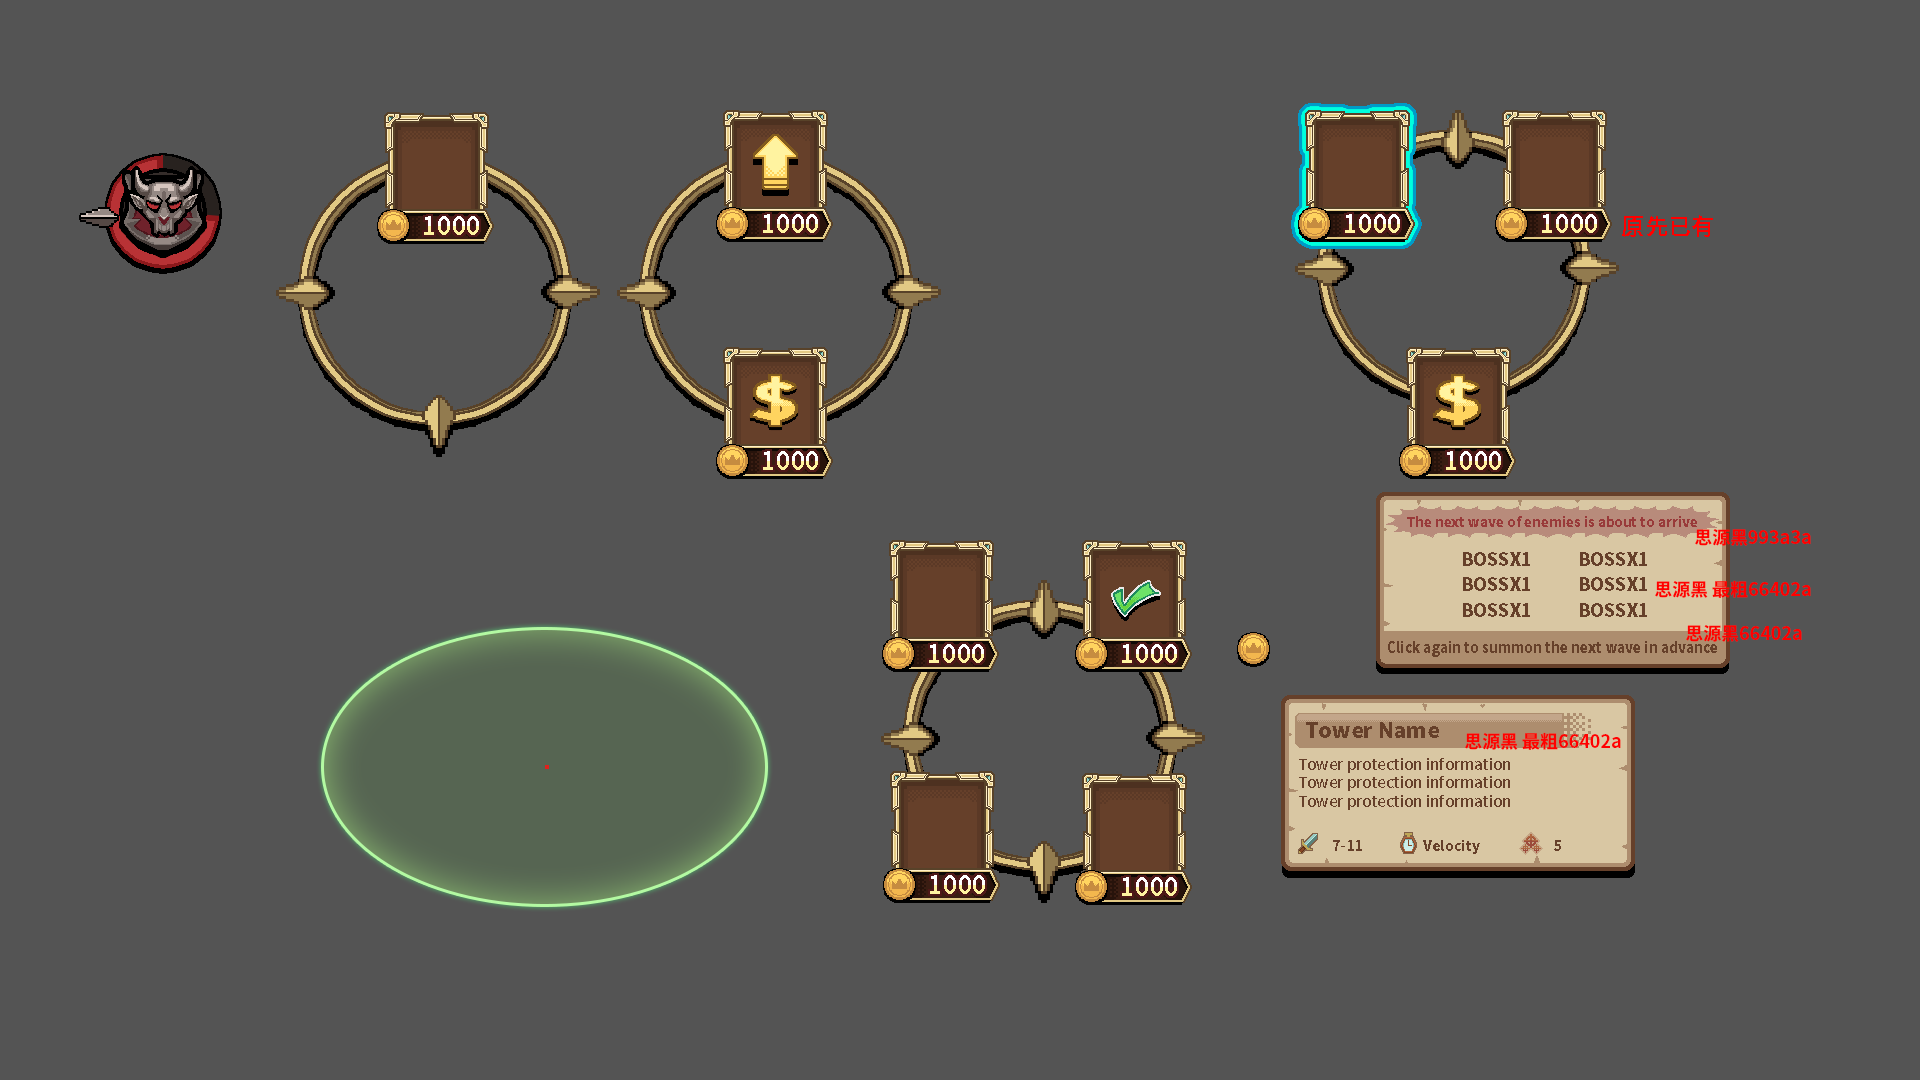 1000
1000
1000
1000
1000
原先已有
1000
The next wave of enemies is about to arrive
思源黑993a3a
BOSSX1 BOSSX1
BOSSX1 BOSSX1
思源黑 最粗66402a
BOSSX1 BOSSX1
思源黑66402a
Click again to summon the next wave in advance
1000
1000
Tower Name
思源黑 最粗66402a
Tower protection information
Tower protection information
Tower protection information
7-11
Velocity
5
1000
1000